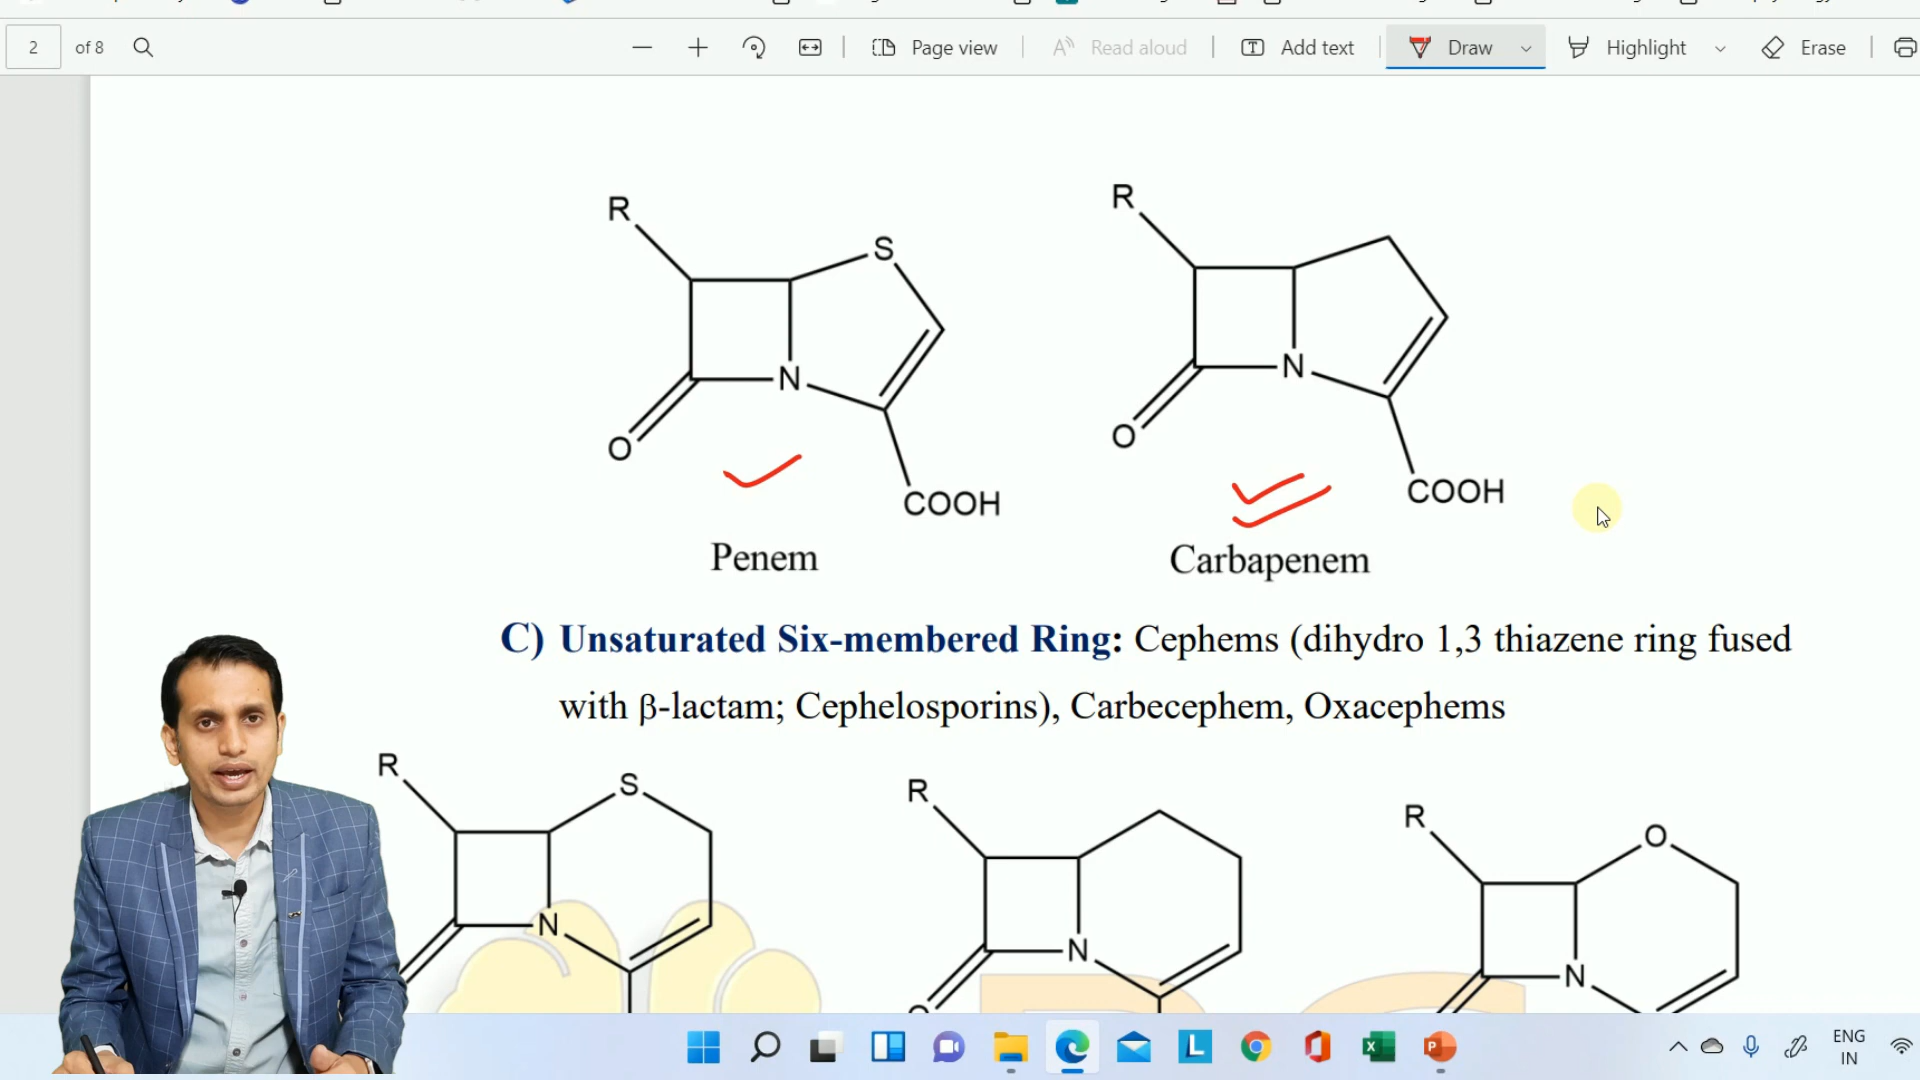 2 of 8 Page view Read aloud Add text Draw Highlight Erase
R
R
S
N
N
O
O
COOH
COOH
Penem
Carbapenem
C) Unsaturated Six-membered Ring: Cephems (dihydro 1,3 thiazene ring fused
with β-lactam; Cephelosporins), Carbecephem, Oxacephems
R
S
R
R
O
N
N
N
ENG
IN